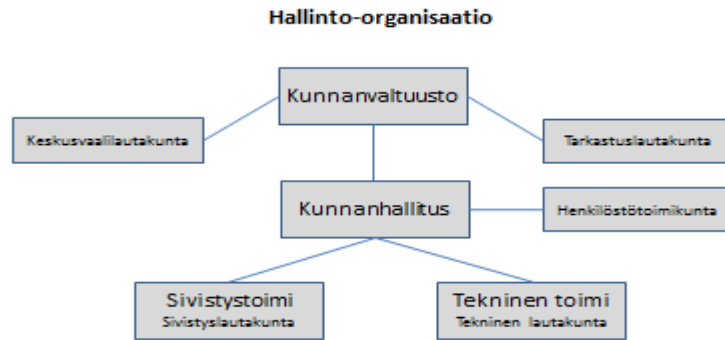 Hallinto-organisaatio
Kunnanvaltuusto
Keskusvaalilautakunta
Tarkastuslautakunta
Kunnanhallitus
Henkilöstötoimikunta
Sivistystoimi
Sivistyslautakunta
Tekninen toimi
Tekninen lautakunta